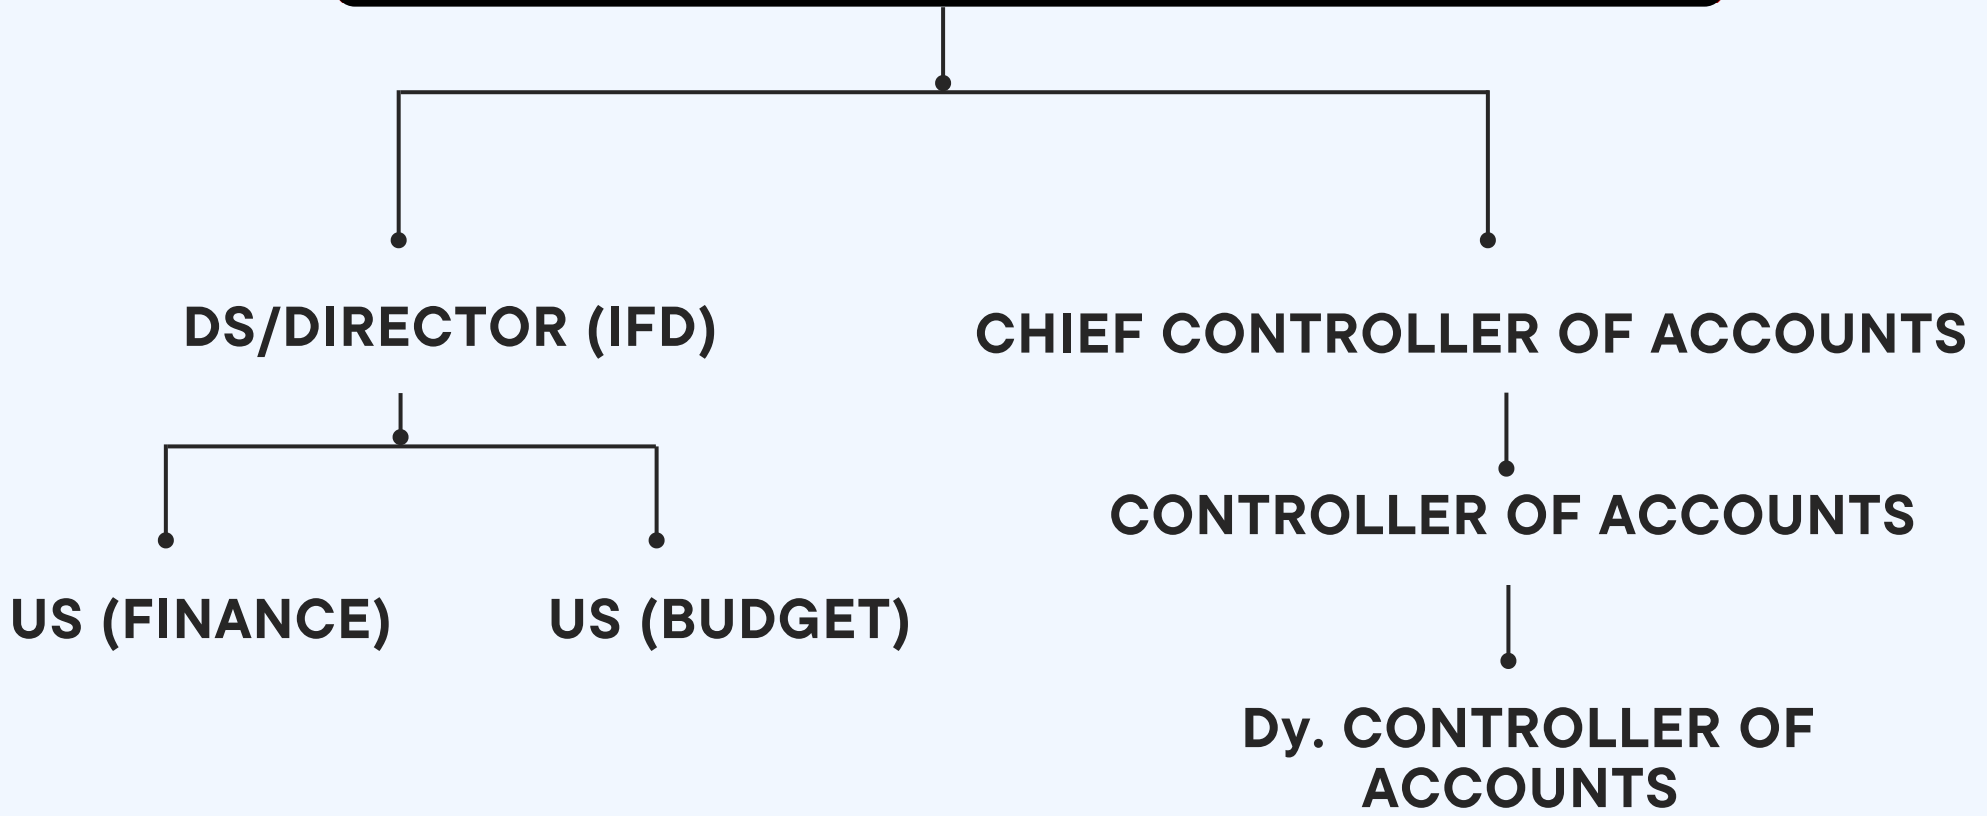 DS/DIRECTOR (IFD)
CHIEF CONTROLLER OF ACCOUNTS
CONTROLLER OF ACCOUNTS
US (FINANCE)
US (BUDGET)
Dy. CONTROLLER OF
ACCOUNTS